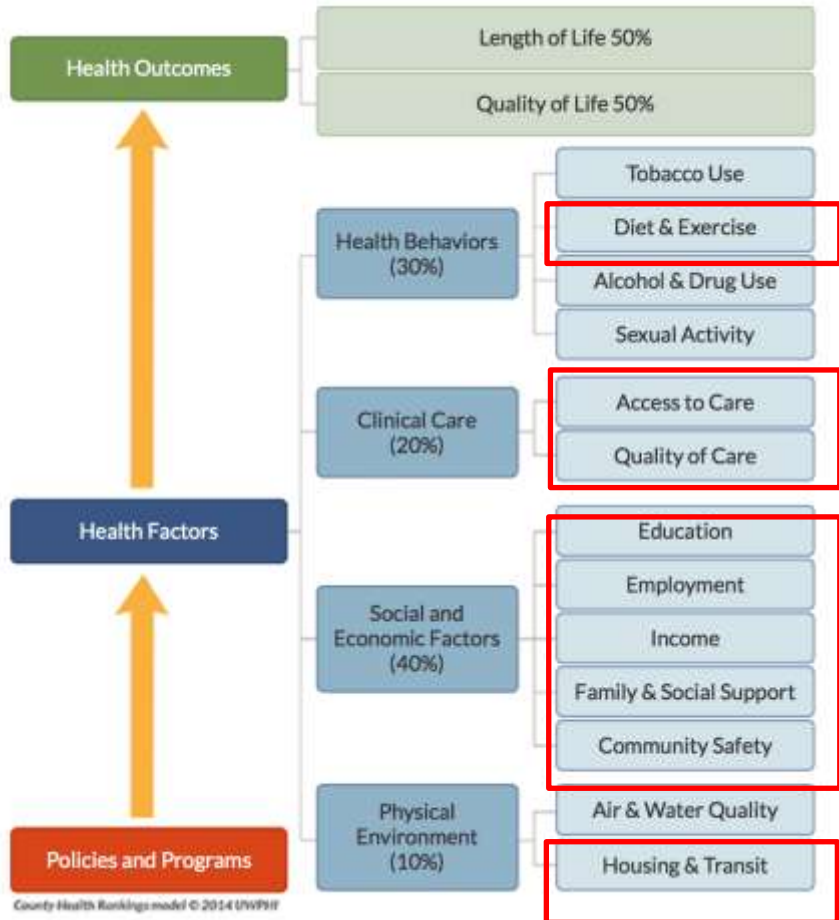 Health Outcomes
Length of Life 50%
Quality of Life 50%
Health Behaviors
(30%)
Tobacco Use
Diet & Exercise
Alcohol & Drug Use
Sexual Activity
Clinical Care
(20%)
Access to Care
Quality of Care
Health Factors
Social and
Economic Factors
(40%)
Education
Employment
Income
Family & Social Support
Community Safety
Physical
Environment
(10%)
Air & Water Quality
Housing & Transit
Policies and Programs
County Health Rankings model © 2014 UWPHI